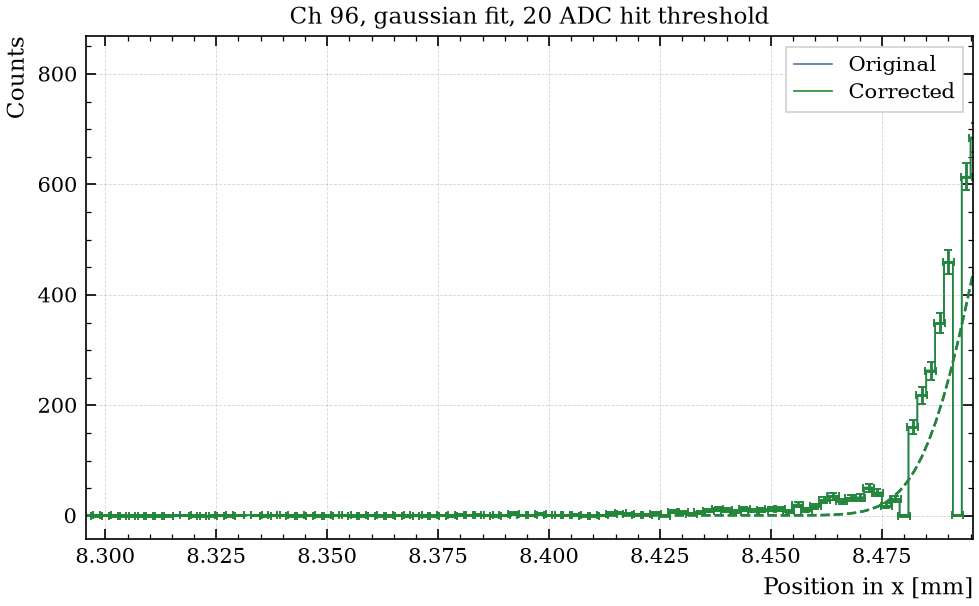 Ch 96, gaussian fit, 20 ADC hit threshold
Counts
800
600
400
200
0
Original
Corrected
8.300 8.325 8.350 8.375 8.400 8.425 8.450 8.475
Position in x [mm]